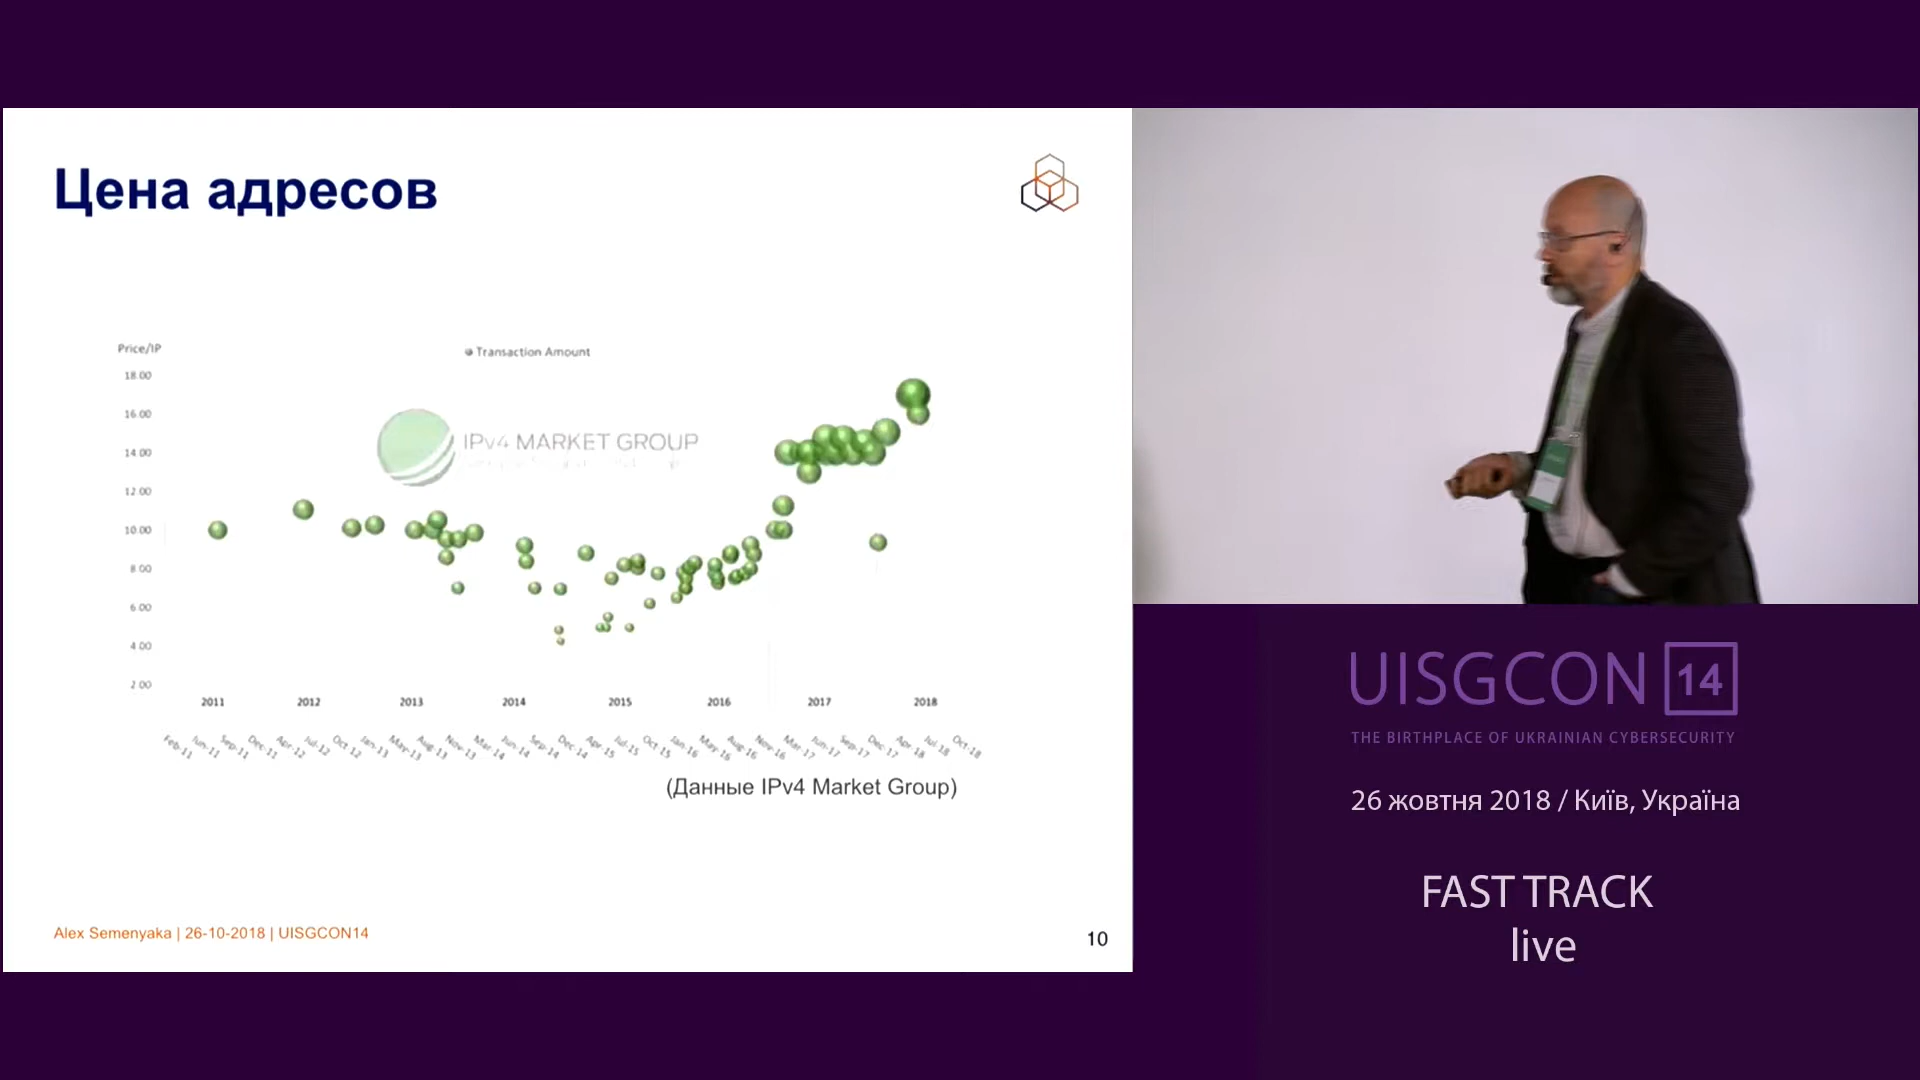 Цена адресов
Price/IP
Transaction Amount
18.00
16.00
IPv4 MARKET GROUP
14.00
12.00
10.00
8.00
6.00
4.00
2.00
2011 2012 2013 2014 2015 2016 2017 2018
Feb-11 Jun-11 Sep-11 Dec-11 Apr-12 Jul-12 Oct-12 Jan-13 May-13 Aug-13 Nov-13 Mar-14 Jun-14 Sep-14 Dec-14 Apr-15 Jul-15 Oct-15 Jan-16 May-16 Aug-16 Nov-16 Mar-17 Jun-17 Sep-17 Dec-17 Apr-18 Jul-18 Oct-18
(Данные IPv4 Market Group)
Alex Semenyaka | 26-10-2018 | UISGCON14
10
UISGCON 14
THE BIRTHPLACE OF UKRAINIAN CYBERSECURITY
26 жовтня 2018 / Київ, Україна
FAST TRACK
live